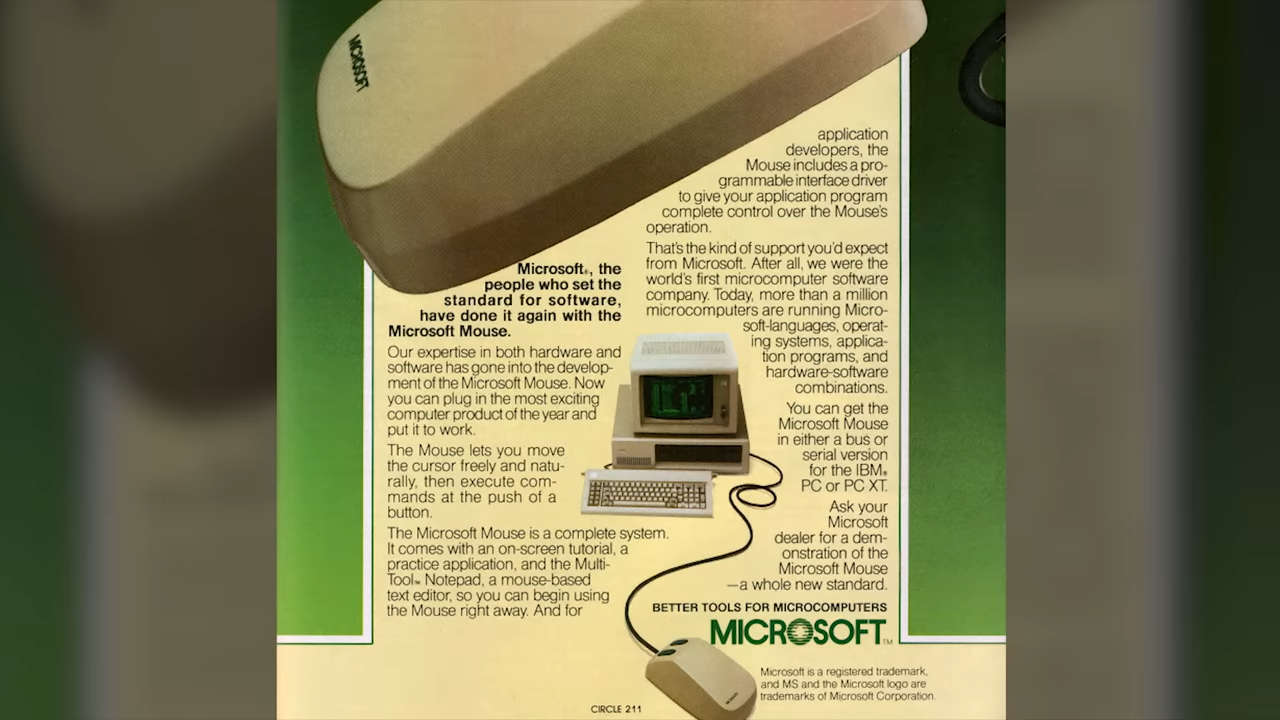 MICROSOFT
Microsoft®, the
people who set the
standard for software,
have done it again with the
Microsoft Mouse.
Our expertise in both hardware and
software has gone into the develop-
ment of the Microsoft Mouse. Now
you can plug in the most exciting
computer product of the year and
put it to work.
The Mouse lets you move
the cursor freely and natu-
rally, then execute com-
mands at the push of a
button.
The Microsoft Mouse is a complete system.
It comes with an on-screen tutorial, a
practice application, and the Multi-
Tool™ Notepad, a mouse-based
text editor, so you can begin using
the Mouse right away. And for
application
developers, the
Mouse includes a pro-
grammable interface driver
to give your application program
complete control over the Mouse's
operation.
That's the kind of support you'd expect
from Microsoft. After all, we were the
world's first microcomputer software
company. Today, more than a million
microcomputers are running Micro-
soft-languages, operat-
ing systems, applica-
tion programs, and
hardware-software
combinations.
You can get the
Microsoft Mouse
in either a bus or
serial version
for the IBM®
PC or PC XT.
Ask your
Microsoft
dealer for a dem-
onstration of the
Microsoft Mouse
—a whole new standard.
BETTER TOOLS FOR MICROCOMPUTERS
MICROSOFT™
MICROSOFT
Microsoft is a registered trademark,
and MS and the Microsoft logo are
trademarks of Microsoft Corporation.
CIRCLE 211